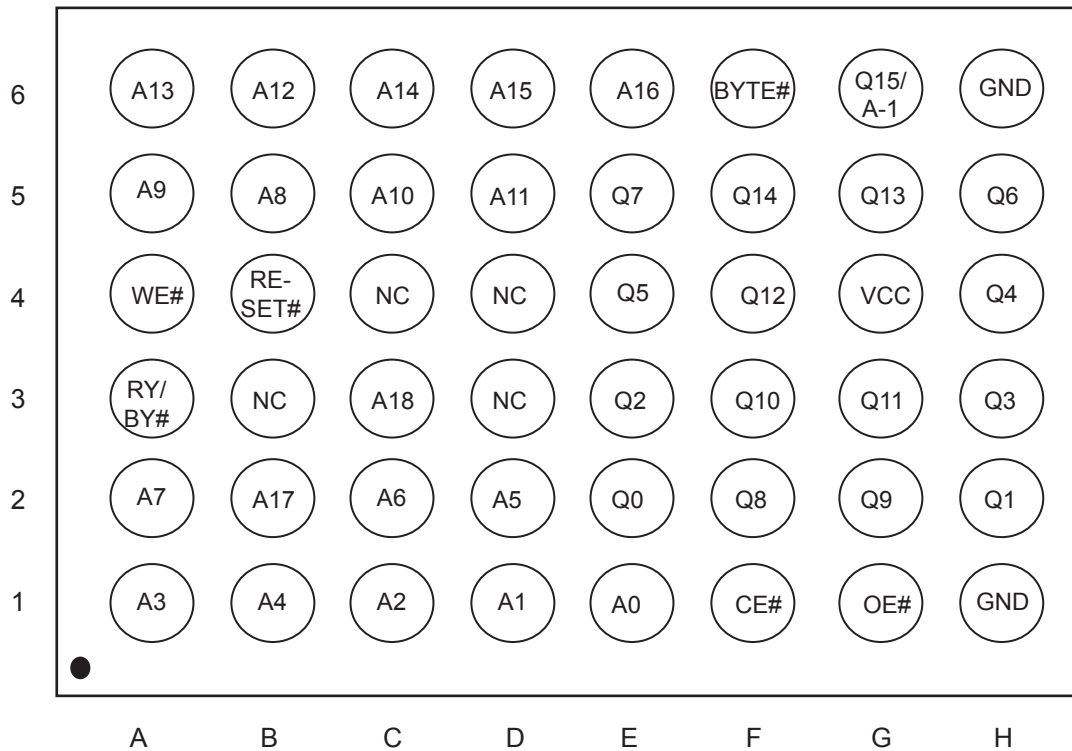 6 A13 A12 A14 A15 A16 BYTE# Q15/ A-1 GND
5 A9 A8 A10 A11 Q7 Q14 Q13 Q6
4 WE# RE- SET# NC NC Q5 Q12 VCC Q4
3 RY/ BY# NC A18 NC Q2 Q10 Q11 Q3
2 A7 A17 A6 A5 Q0 Q8 Q9 Q1
1 A3 A4 A2 A1 A0 CE# OE# GND
A B C D E F G H